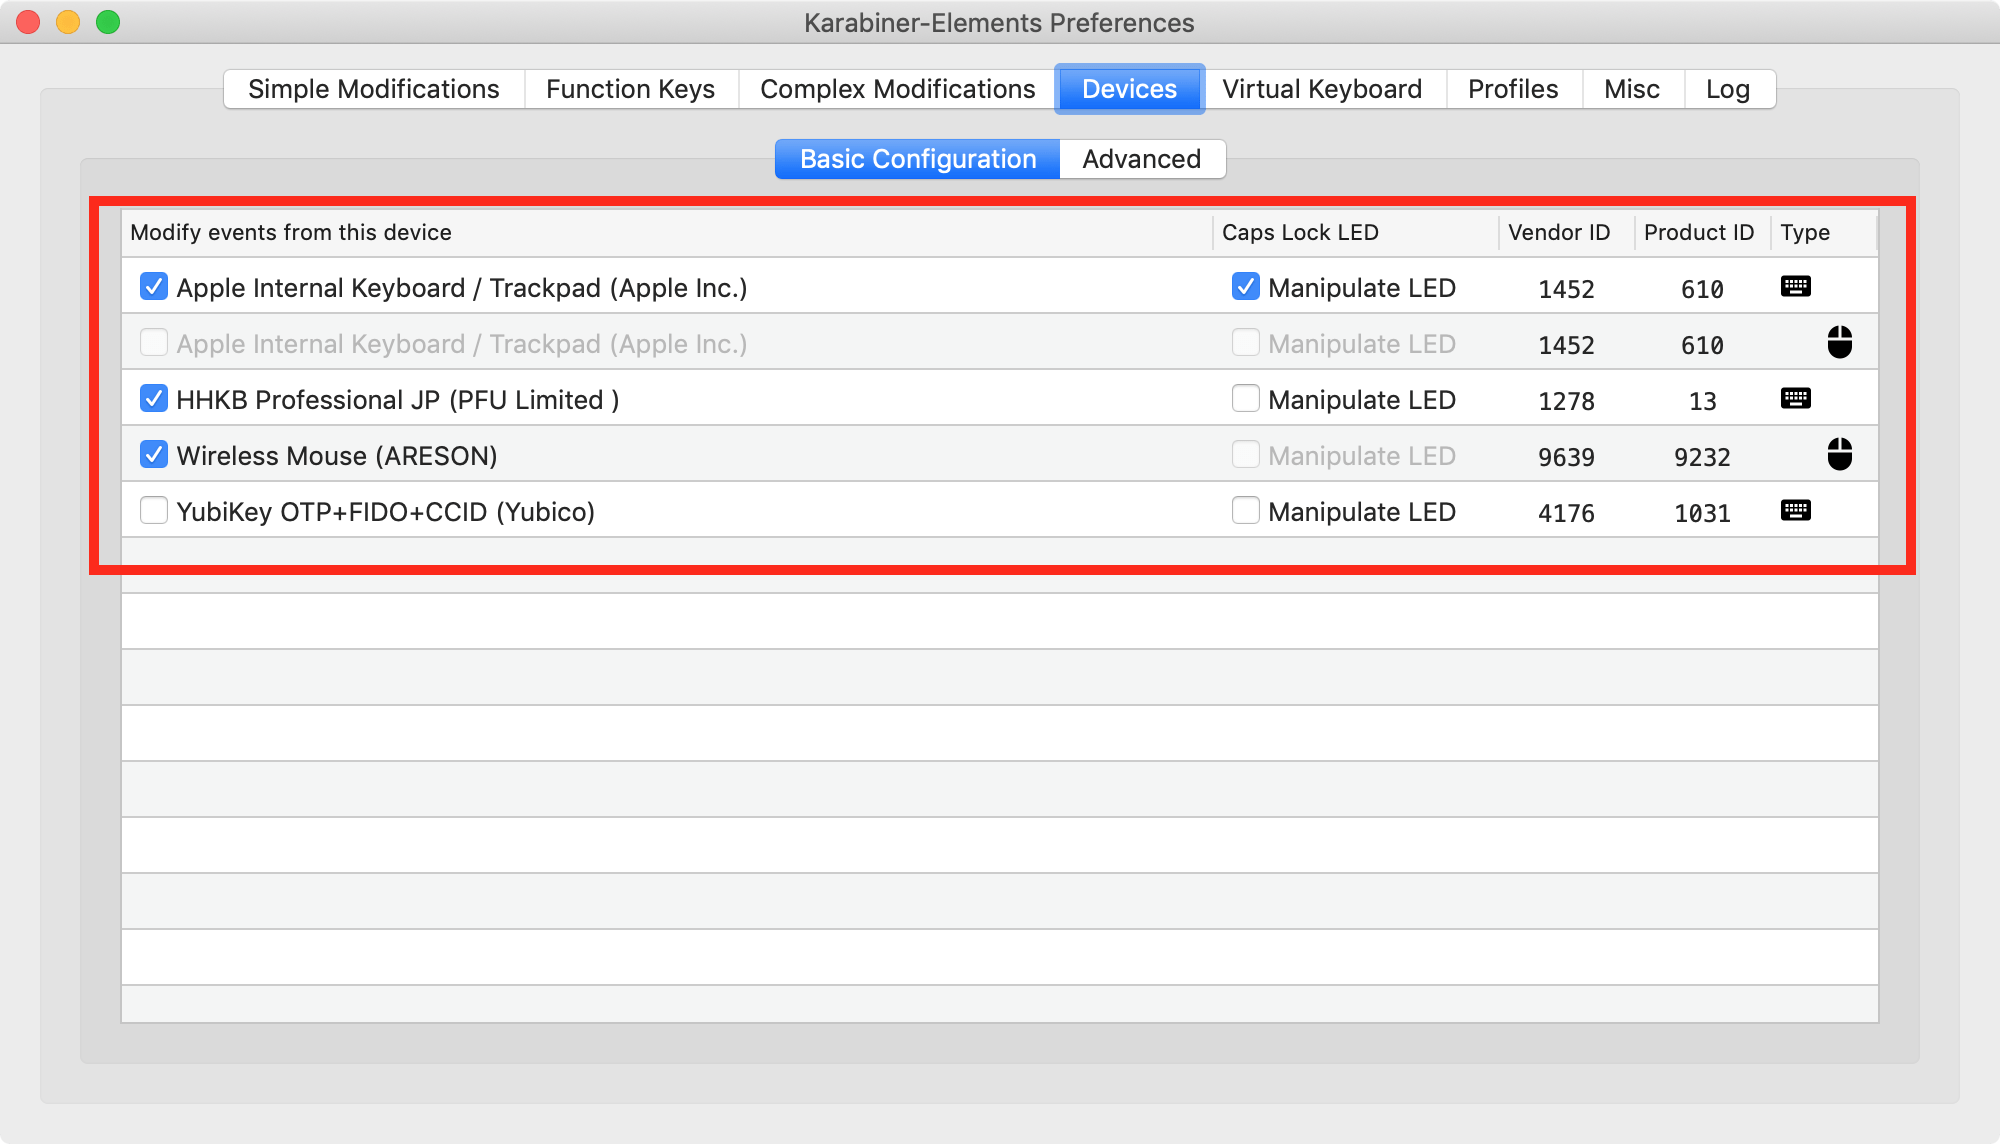 Karabiner-Elements Preferences
Simple Modifications Function Keys Complex Modifications Devices Virtual Keyboard Profiles Misc Log
Basic Configuration Advanced
Modify events from this device Caps Lock LED Vendor ID Product ID Type
Apple Internal Keyboard / Trackpad (Apple Inc.) Manipulate LED 1452 610
Apple Internal Keyboard / Trackpad (Apple Inc.) Manipulate LED 1452 610
HHKB Professional JP (PFU Limited ) Manipulate LED 1278 13
Wireless Mouse (ARESON) Manipulate LED 9639 9232
YubiKey OTP+FIDO+CCID (Yubico) Manipulate LED 4176 1031